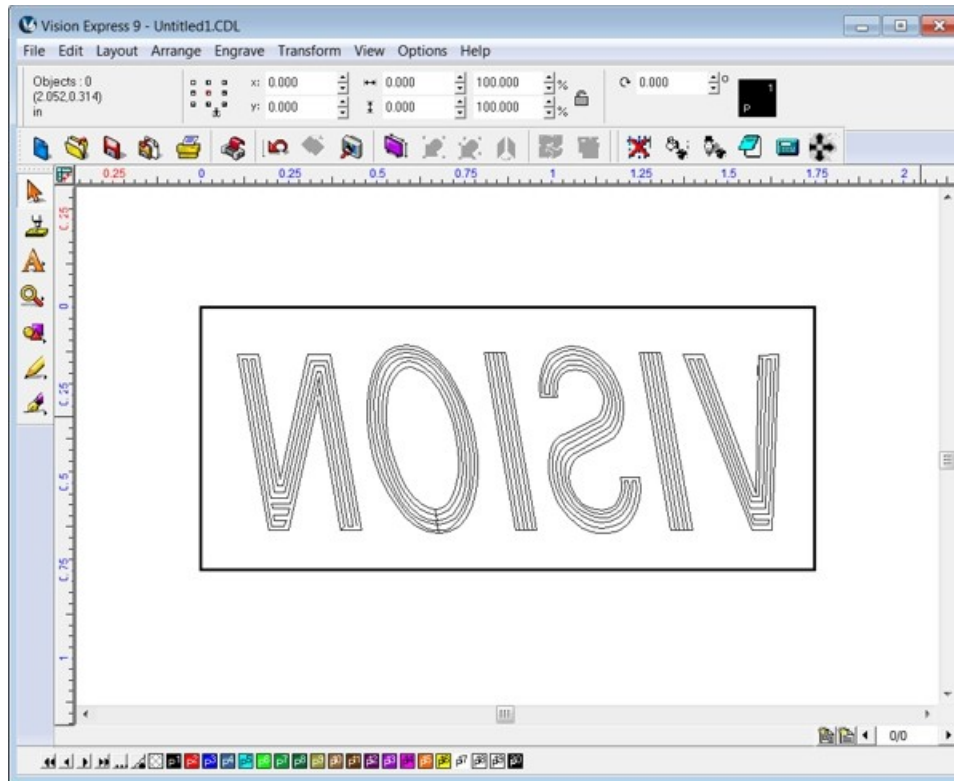 Vision Express 9 - Untitled1.CDL
File Edit Layout Arrange Engrave Transform View Options Help
Objects : 0
(2.052,0.314)
in
x: 0.000
y: 0.000
0.000
0.000
100.000 %
100.000 %
0.000 °
1
P
0.25 0 0.25 0.5 0.75 1 1.25 1.5 1.75 2
VISION
0/0